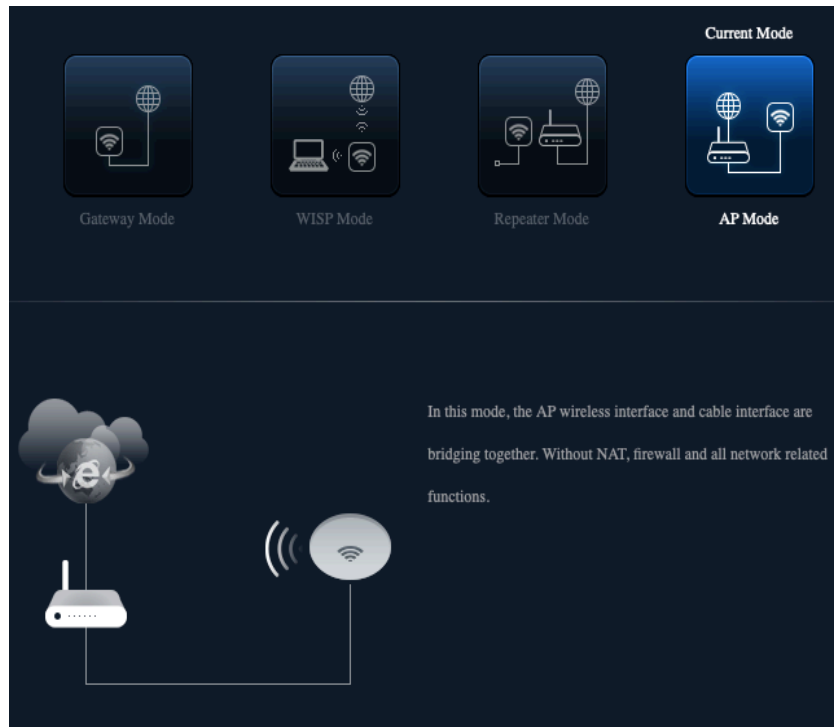 Current Mode
Gateway Mode
WISP Mode
Repeater Mode
AP Mode
In this mode, the AP wireless interface and cable interface are
bridging together. Without NAT, firewall and all network related
functions.